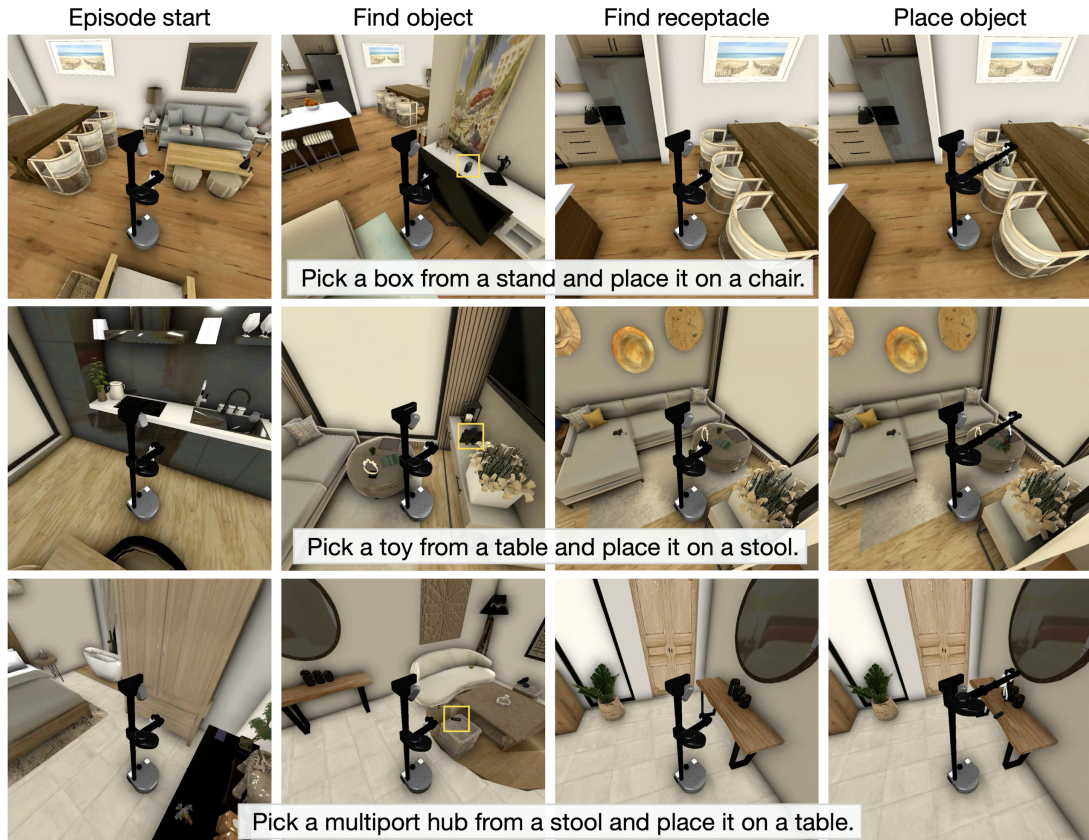 Episode start
Find object
Find receptacle
Place object
Pick a box from a stand and place it on a chair.
Pick a toy from a table and place it on a stool.
Pick a multiport hub from a stool and place it on a table.